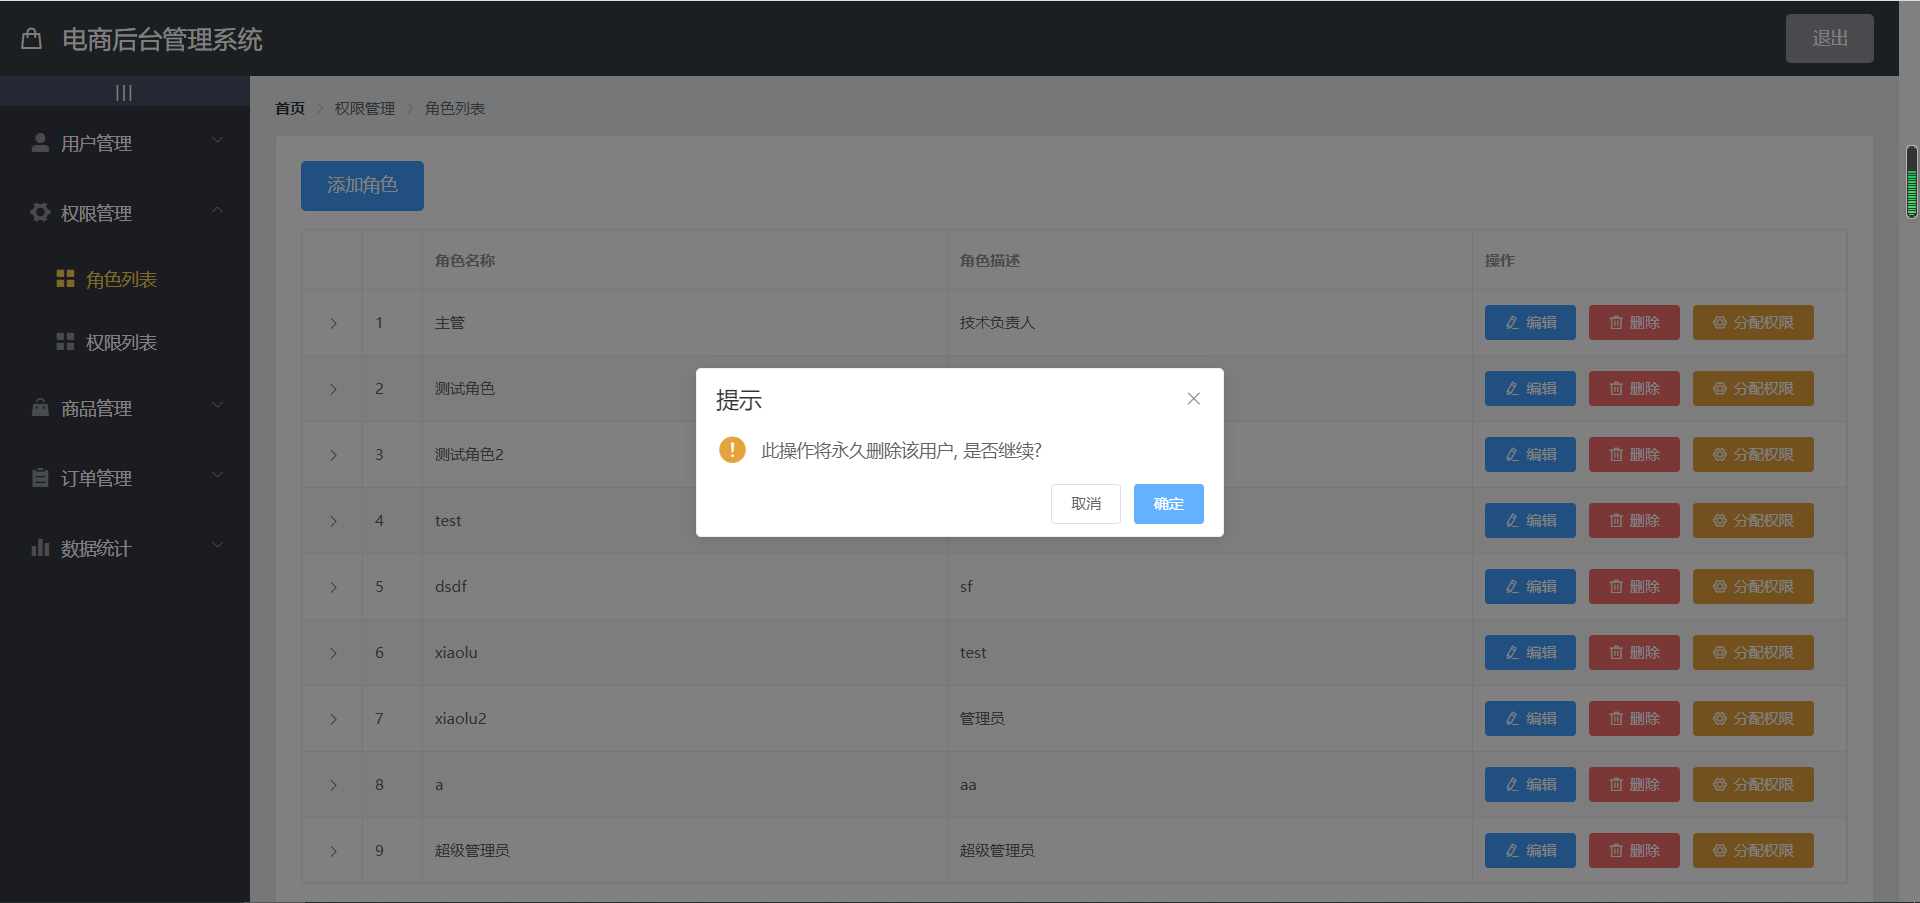 电商后台管理系统
退出
|||
用户管理
权限管理
角色列表
权限列表
商品管理
订单管理
数据统计
首页 > 权限管理 > 角色列表
添加角色
角色名称 角色描述 操作
1 主管 技术负责人 编辑 删除 分配权限
2 测试角色 编辑 删除 分配权限
3 测试角色2 编辑 删除 分配权限
4 test 编辑 删除 分配权限
5 dsdf sf 编辑 删除 分配权限
6 xiaolu test 编辑 删除 分配权限
7 xiaolu2 管理员 编辑 删除 分配权限
8 a aa 编辑 删除 分配权限
9 超级管理员 超级管理员 编辑 删除 分配权限
提示
此操作将永久删除该用户, 是否继续?
取消 确定